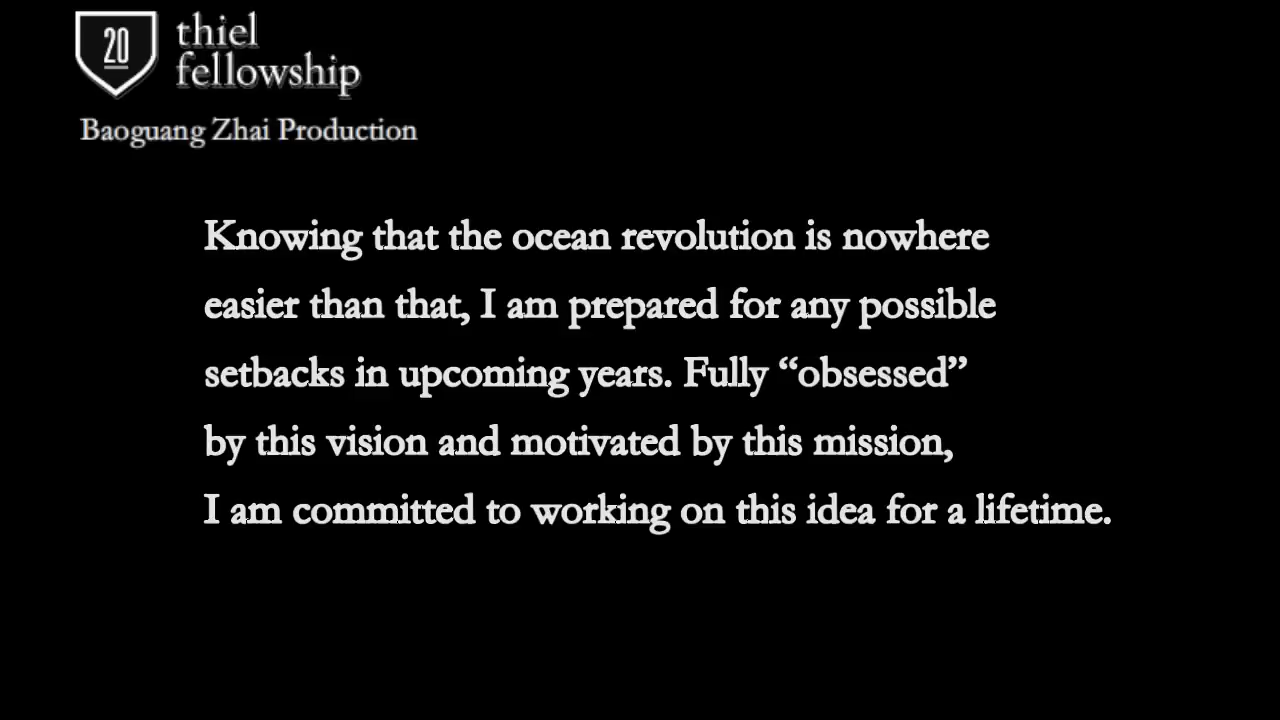 20
thiel
fellowship
Baoguang Zhai Production
Knowing that the ocean revolution is nowhere
easier than that, I am prepared for any possible
setbacks in upcoming years. Fully “obsessed”
by this vision and motivated by this mission,
I am committed to working on this idea for a lifetime.